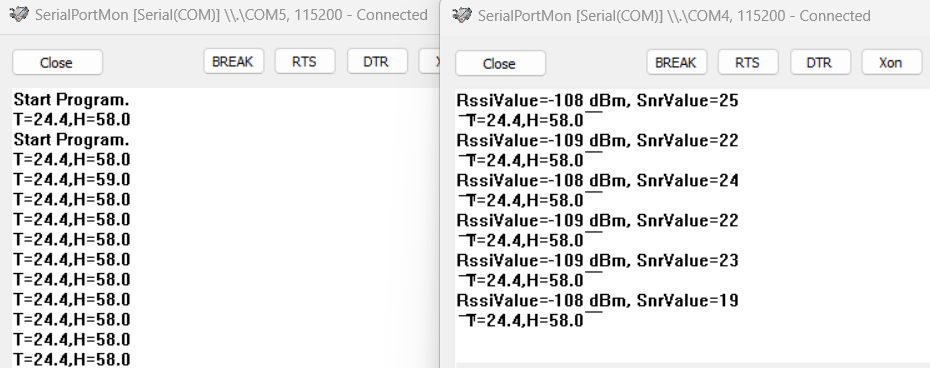 SerialPortMon [Serial(COM)] \\.\COM5, 115200 - Connected
Close BREAK RTS DTR X
Start Program.
T=24.4,H=58.0
Start Program.
T=24.4,H=58.0
T=24.4,H=59.0
T=24.4,H=58.0
T=24.4,H=58.0
T=24.4,H=58.0
T=24.4,H=58.0
T=24.4,H=58.0
T=24.4,H=58.0
T=24.4,H=58.0
T=24.4,H=58.0
T=24.4,H=58.0
SerialPortMon [Serial(COM)] \\.\COM4, 115200 - Connected
Close BREAK RTS DTR Xon
RssiValue=-108 dBm, SnrValue=25
T=24.4,H=58.0
RssiValue=-109 dBm, SnrValue=22
T=24.4,H=58.0
RssiValue=-108 dBm, SnrValue=24
T=24.4,H=58.0
RssiValue=-109 dBm, SnrValue=22
T=24.4,H=58.0
RssiValue=-109 dBm, SnrValue=23
T=24.4,H=58.0
RssiValue=-108 dBm, SnrValue=19
T=24.4,H=58.0